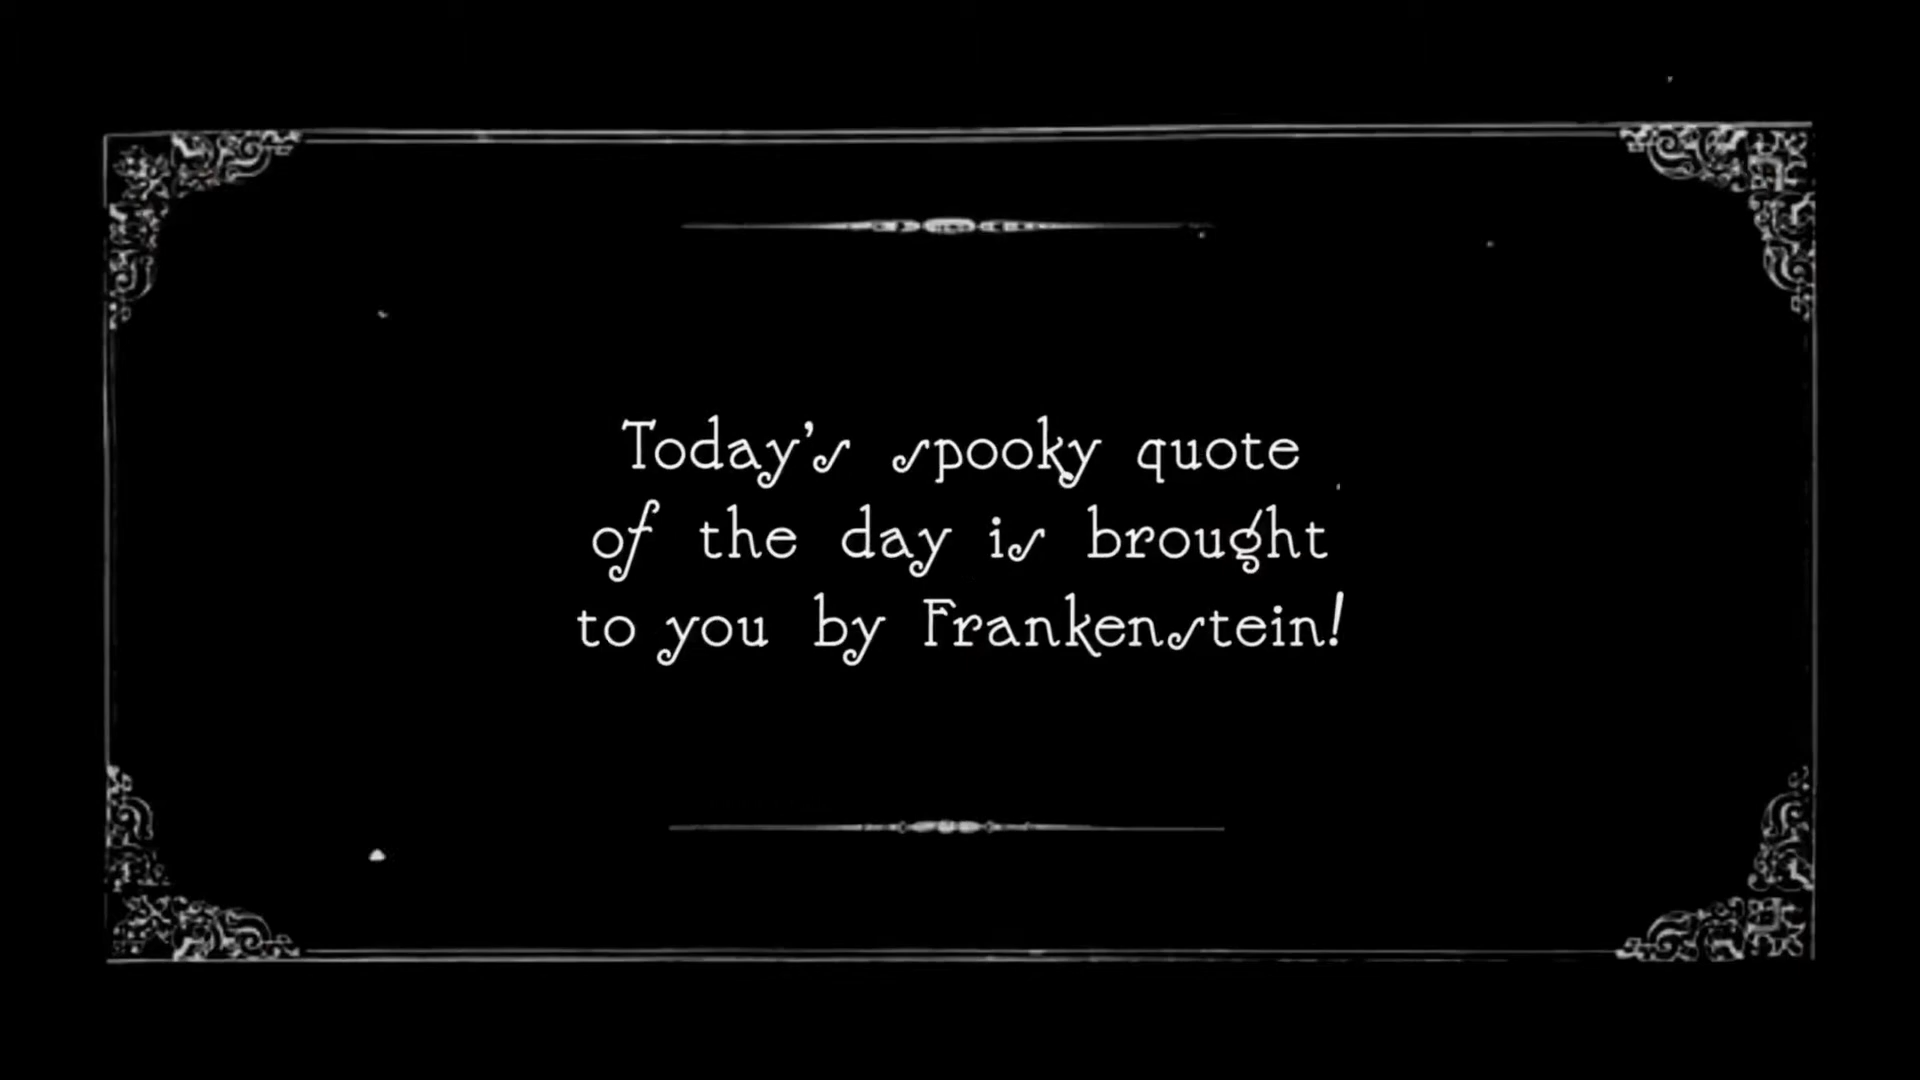 Today's spooky quote
of the day is brought
to you by Frankenstein!